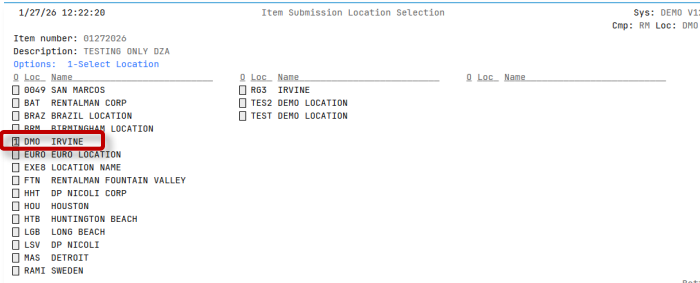 1/27/26 12:22:20 Item Submission Location Selection Sys: DEMO V1
Cmp: RM Loc: DMO
Item number: 01272026
Description: TESTING ONLY DZA
Options: 1-Select Location
O Loc Name O Loc Name O Loc Name
0049 SAN MARCOS RG3 IRVINE
BAT RENTALMAN CORP TES2 DEMO LOCATION
BRAZ BRAZIL LOCATION TEST DEMO LOCATION
BRM BIRMINGHAM LOCATION
1 DMO IRVINE
EURO EURO LOCATION
EXE8 LOCATION NAME
FTN RENTALMAN FOUNTAIN VALLEY
HHT DP NICOLI CORP
HOU HOUSTON
HTB HUNTINGTON BEACH
LGB LONG BEACH
LSV DP NICOLI
MAS DETROIT
RAMI SWEDEN